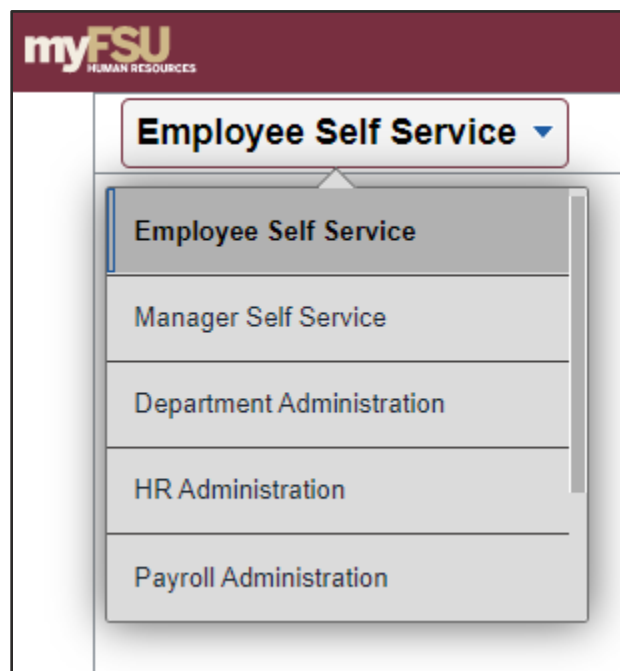 myFSU
HUMAN RESOURCES
Employee Self Service
Employee Self Service
Manager Self Service
Department Administration
HR Administration
Payroll Administration